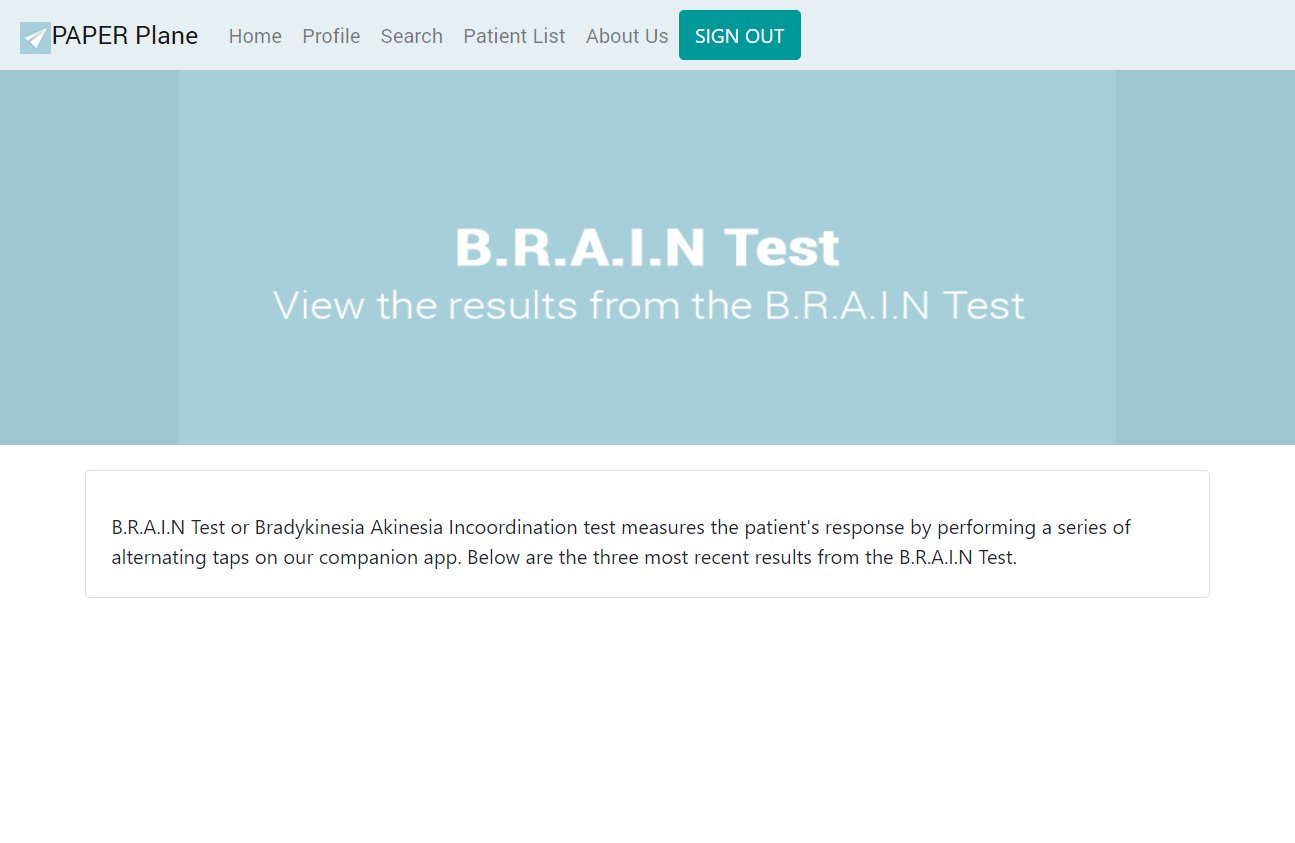 PAPER Plane Home Profile Search Patient List About Us SIGN OUT
B.R.A.I.N Test
View the results from the B.R.A.I.N Test
B.R.A.I.N Test or Bradykinesia Akinesia Incoordination test measures the patient's response by performing a series of
alternating taps on our companion app. Below are the three most recent results from the B.R.A.I.N Test.